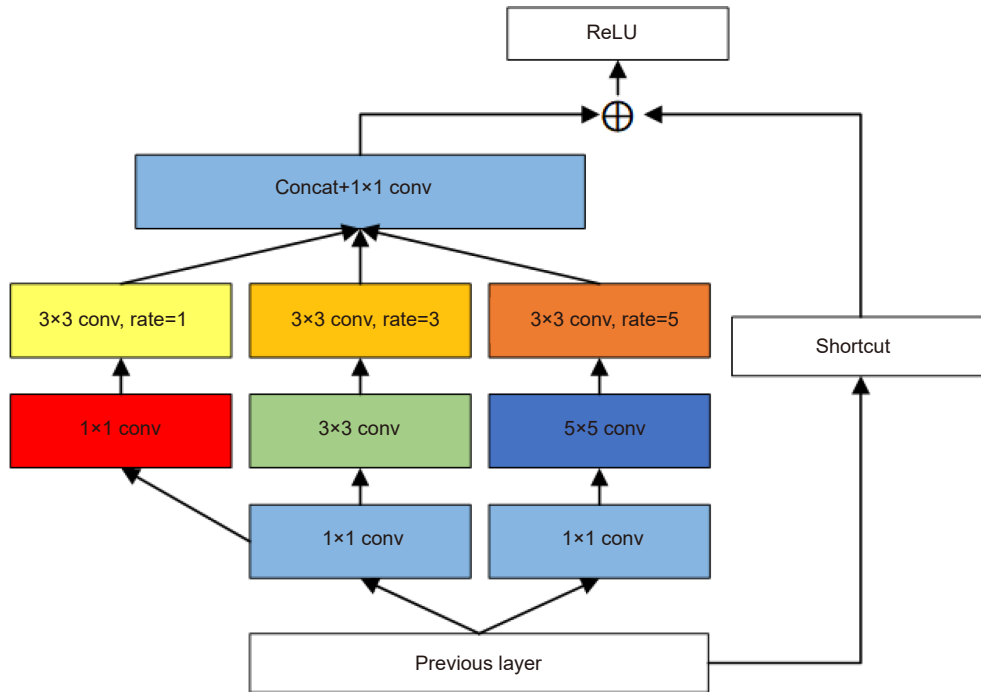 ReLU
Concat+1×1 conv
3×3 conv, rate=1
3×3 conv, rate=3
3×3 conv, rate=5
Shortcut
1×1 conv
3×3 conv
5×5 conv
1×1 conv
1×1 conv
Previous layer